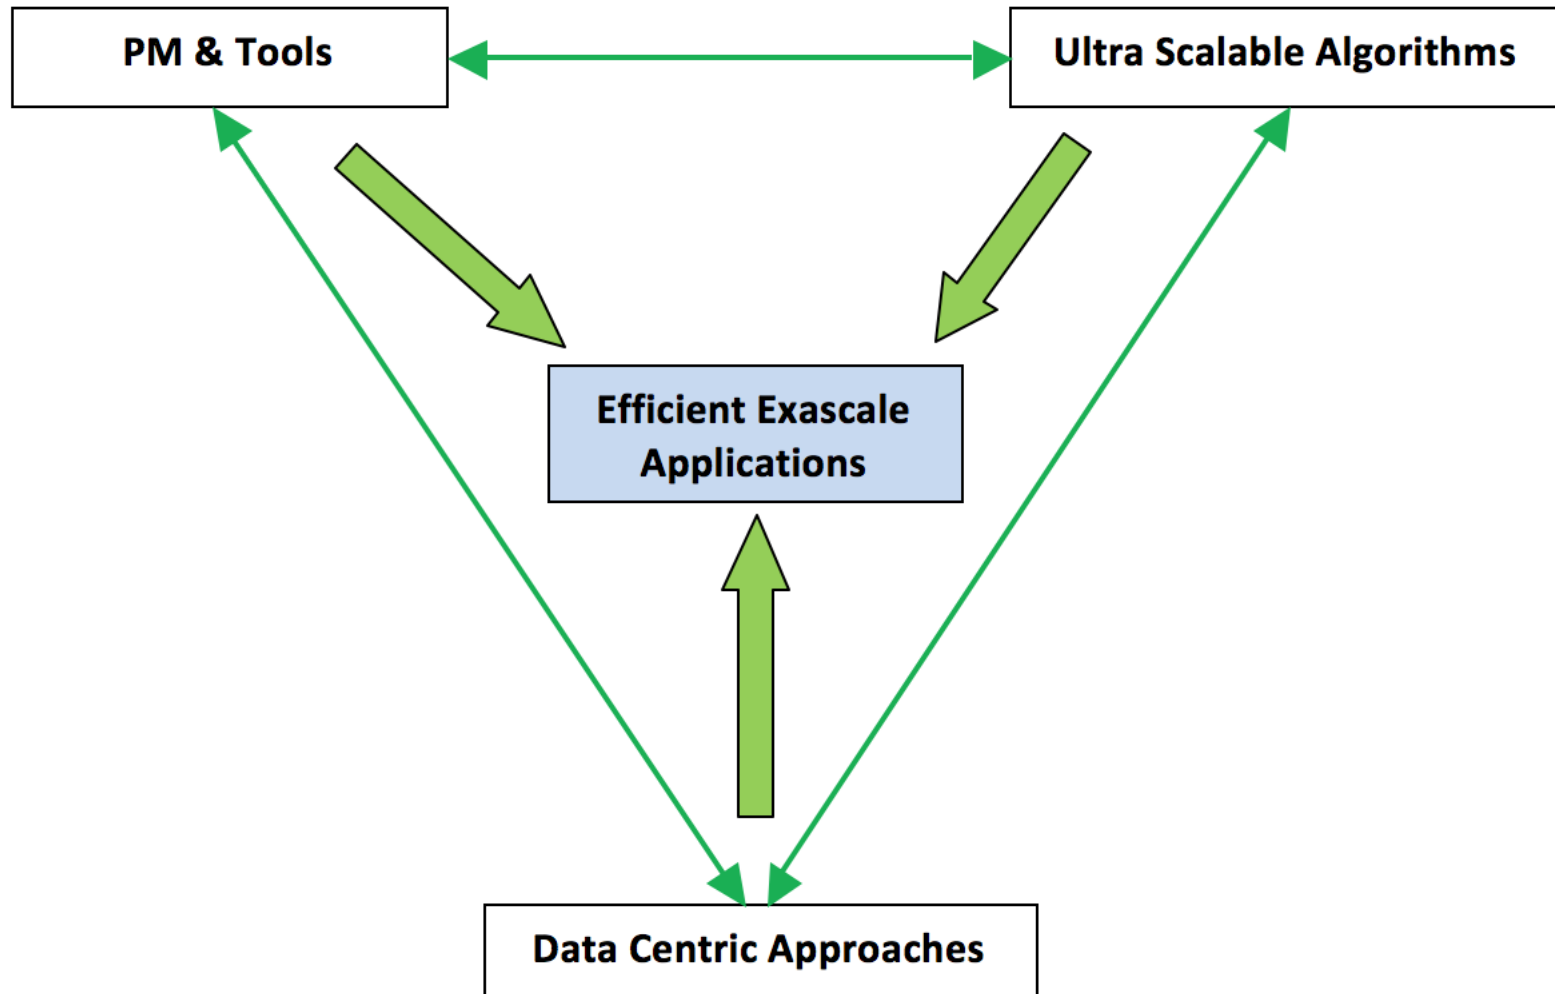 PM & Tools
Ultra Scalable Algorithms
Efficient Exascale
Applications
Data Centric Approaches